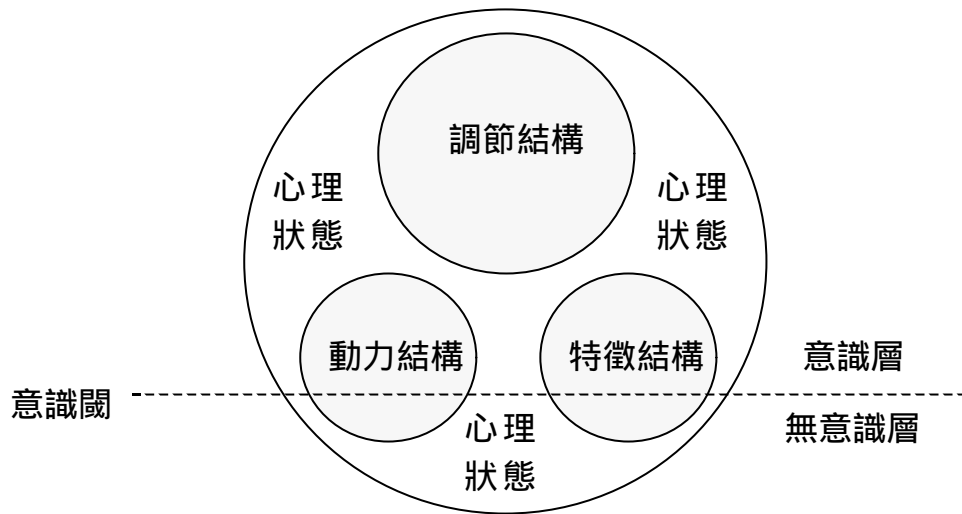 調節結構
心理
狀態
心理
狀態
動力結構
特徵結構
意識層
意識閾
無意識層
心理
狀態